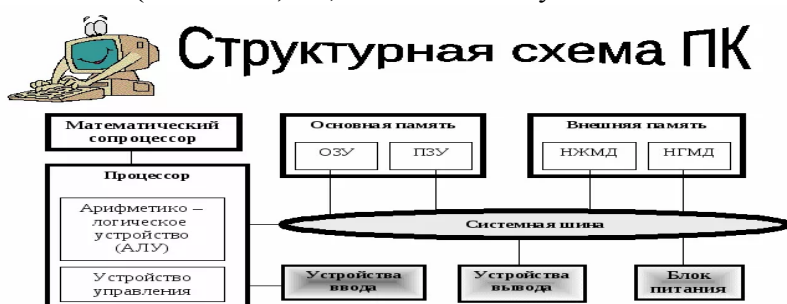 Структурная схема ПК
Математический
сопроцессор
Основная память
ОЗУ
ПЗУ
Внешняя память
НЖМД
НГМД
Процессор
Арифметико –
логическое
устройство
(АЛУ)
Системная шина
Устройство
управления
Устройства
ввода
Устройства
вывода
Блок
питания